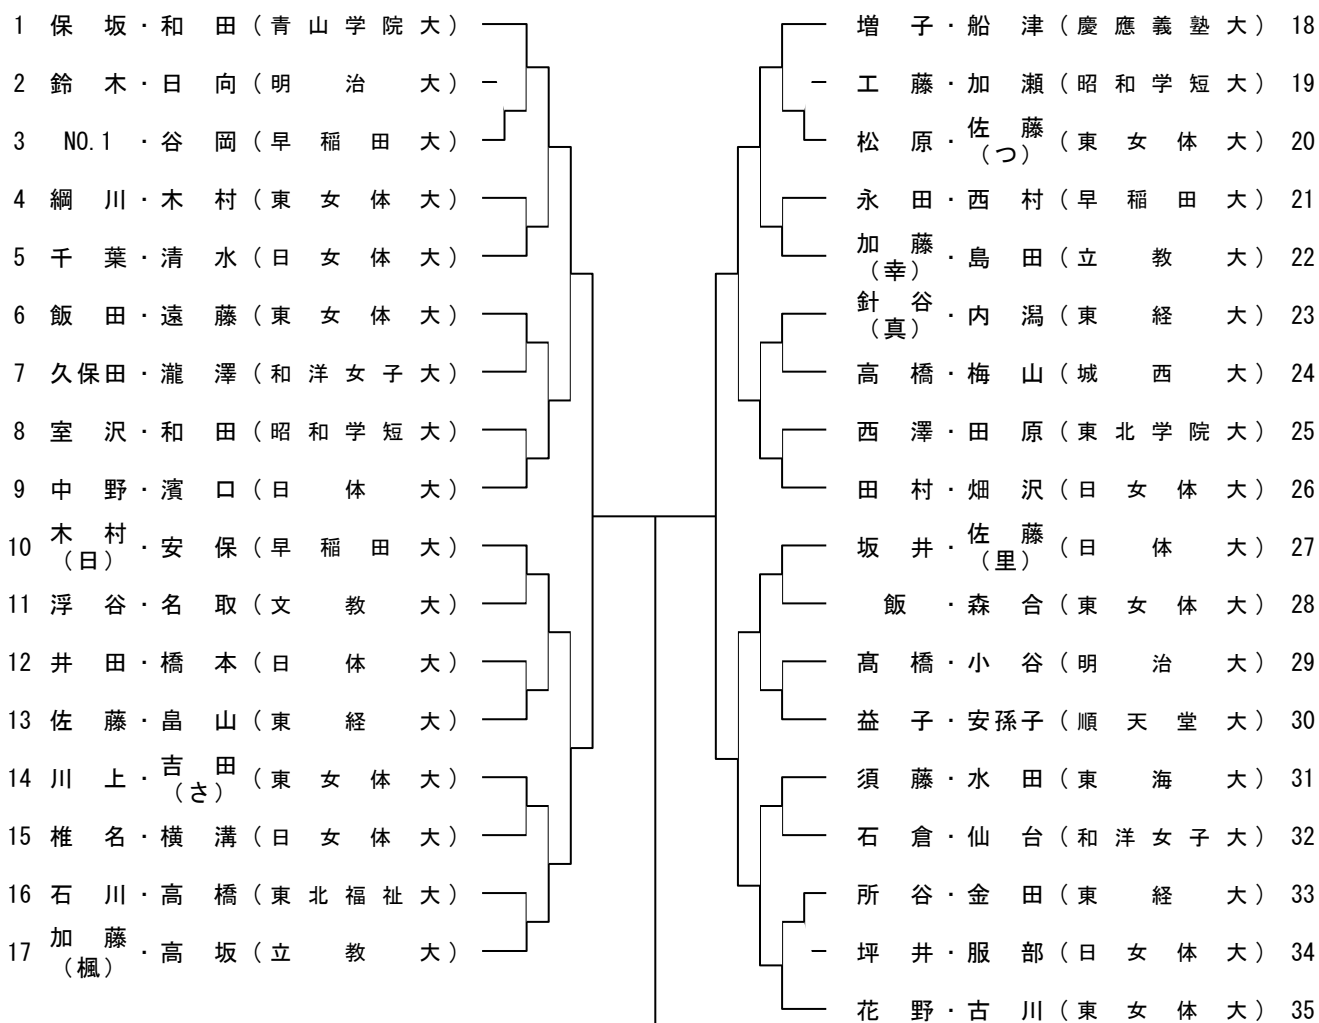 1 保坂・和田（青山学院大）
2 鈴木・日向（明治大）
3 NO.1・谷岡（早稲田大）
4 綱川・木村（東女体大）
5 千葉・清水（日女体大）
6 飯田・遠藤（東女体大）
7 久保田・瀧澤（和洋女子大）
8 室沢・和田（昭和学短大）
9 中野・濱口（日体大）
10 木村（日）・安保（早稲田大）
11 浮谷・名取（文教大）
12 井田・橋本（日体大）
13 佐藤・畠山（東経大）
14 川上・吉田（さ）（東女体大）
15 椎名・横溝（日女体大）
16 石川・高橋（東北福祉大）
17 加藤（楓）・高坂（立教大）
増子・船津（慶應義塾大）18
工藤・加瀬（昭和学短大）19
松原・佐藤（つ）（東女体大）20
永田・西村（早稲田大）21
加藤（幸）・島田（立教大）22
針谷（真）・内潟（東経大）23
高橋・梅山（城西大）24
西澤・田原（東北学院大）25
田村・畑沢（日女体大）26
坂井・佐藤（里）（日体大）27
飯・森合（東女体大）28
髙橋・小谷（明治大）29
益子・安孫子（順天堂大）30
須藤・水田（東海大）31
石倉・仙台（和洋女子大）32
所谷・金田（東経大）33
坪井・服部（日女体大）34
花野・古川（東女体大）35